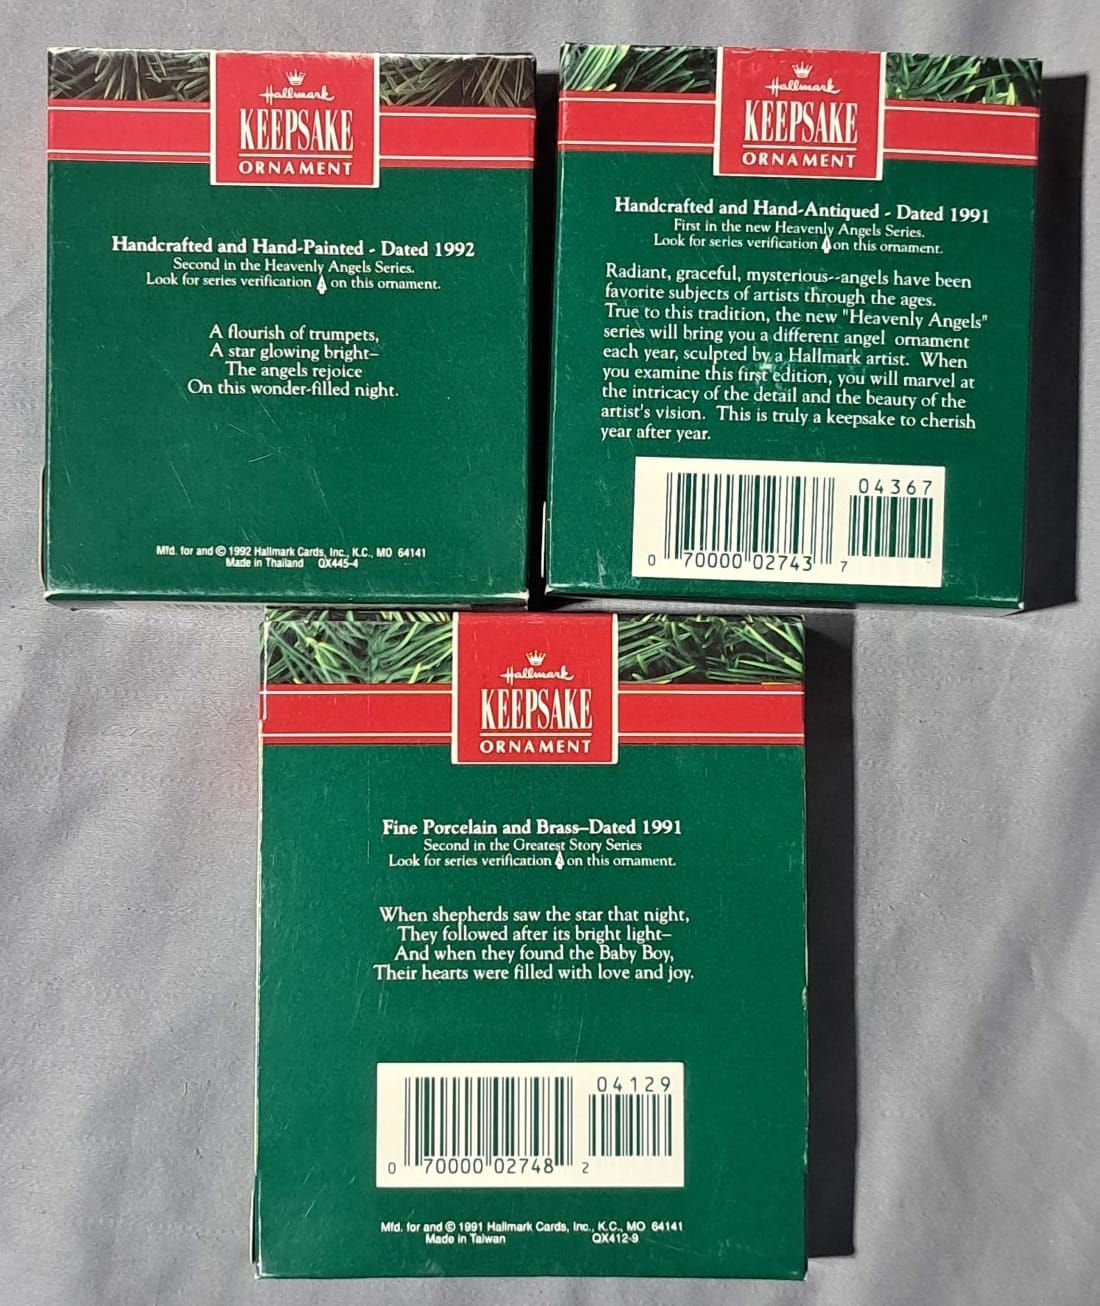 Hallmark
KEEPSAKE
ORNAMENT
Handcrafted and Hand-Painted - Dated 1992
Second in the Heavenly Angels Series.
Look for series verification on this ornament.
A flourish of trumpets,
A star glowing bright–
The angels rejoice
On this wonder-filled night.
Mfd. for and © 1992 Hallmark Cards, Inc., K.C., MO 64141
Made in Thailand QX445-4
Hallmark
KEEPSAKE
ORNAMENT
Handcrafted and Hand-Antiqued - Dated 1991
First in the new Heavenly Angels Series.
Look for series verification on this ornament.
Radiant, graceful, mysterious--angels have been
favorite subjects of artists through the ages.
True to this tradition, the new "Heavenly Angels"
series will bring you a different angel ornament
each year, sculpted by a Hallmark artist. When
you examine this first edition, you will marvel at
the intricacy of the detail and the beauty of the
artist's vision. This is truly a keepsake to cherish
year after year.
04367
0 70000 02743 7
Hallmark
KEEPSAKE
ORNAMENT
Fine Porcelain and Brass–Dated 1991
Second in the Greatest Story Series
Look for series verification on this ornament.
When shepherds saw the star that night,
They followed after its bright light–
And when they found the Baby Boy,
Their hearts were filled with love and joy.
04129
0 70000 02748 2
Mfd. for and © 1991 Hallmark Cards, Inc., K.C., MO 64141
Made in Taiwan QX412-9